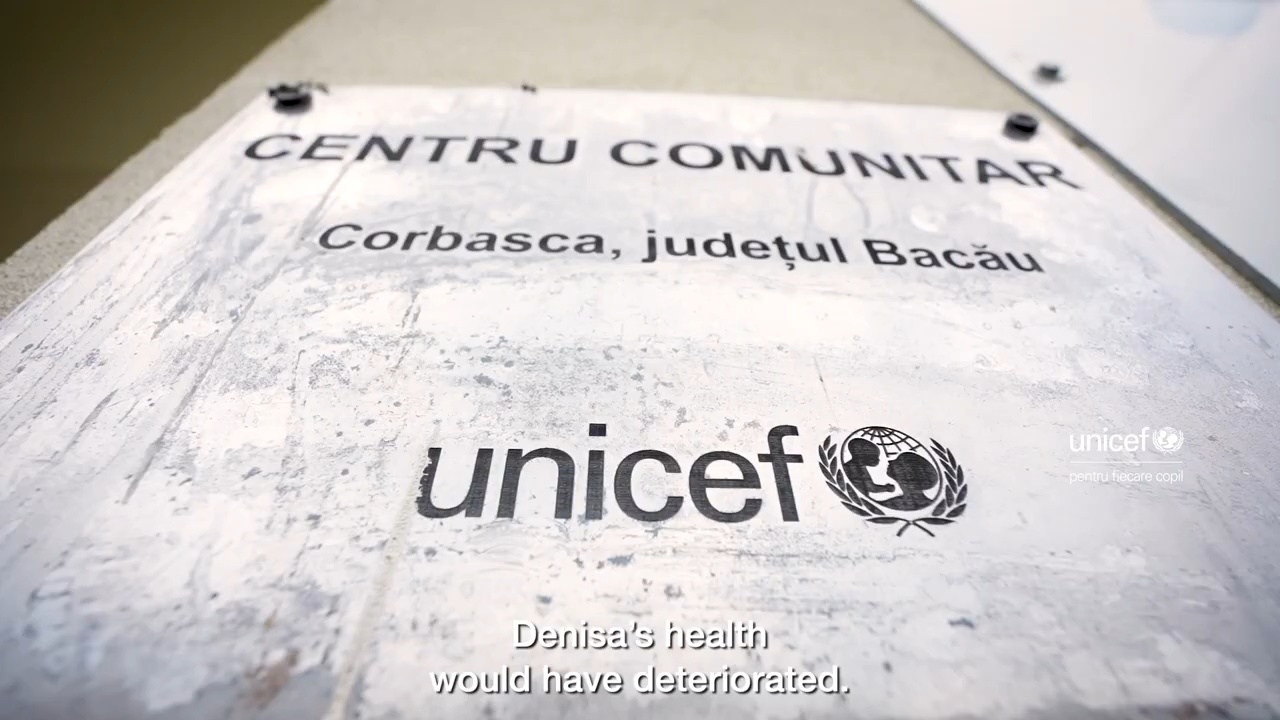 CENTRU COMUNITAR
Corbasca, județul Bacău
unicef
unicef
pentru fiecare copil
Denisa's health
would have deteriorated.